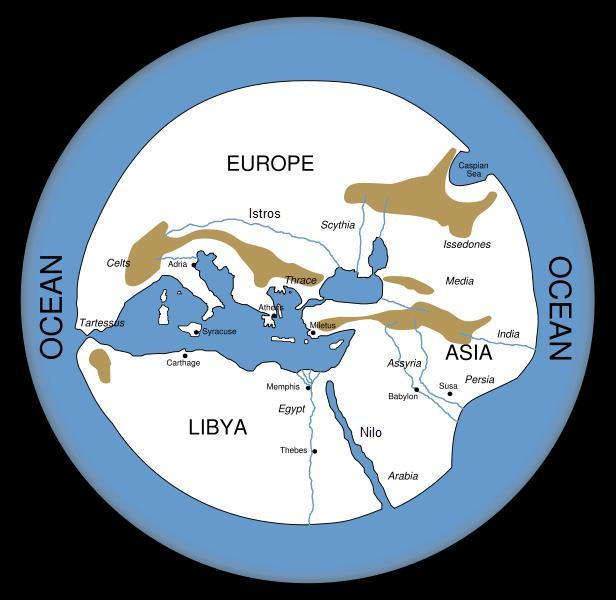 EUROPE
Caspian
Sea
Istros
Scythia
Issedones
Celts
Adria
Thrace
Media
OCEAN
OCEAN
Athens
Tartessus
Syracuse
Miletus
India
ASIA
Carthage
Assyria
Persia
Susa
Memphis
Babylon
Egypt
LIBYA
Nilo
Thebes
Arabia